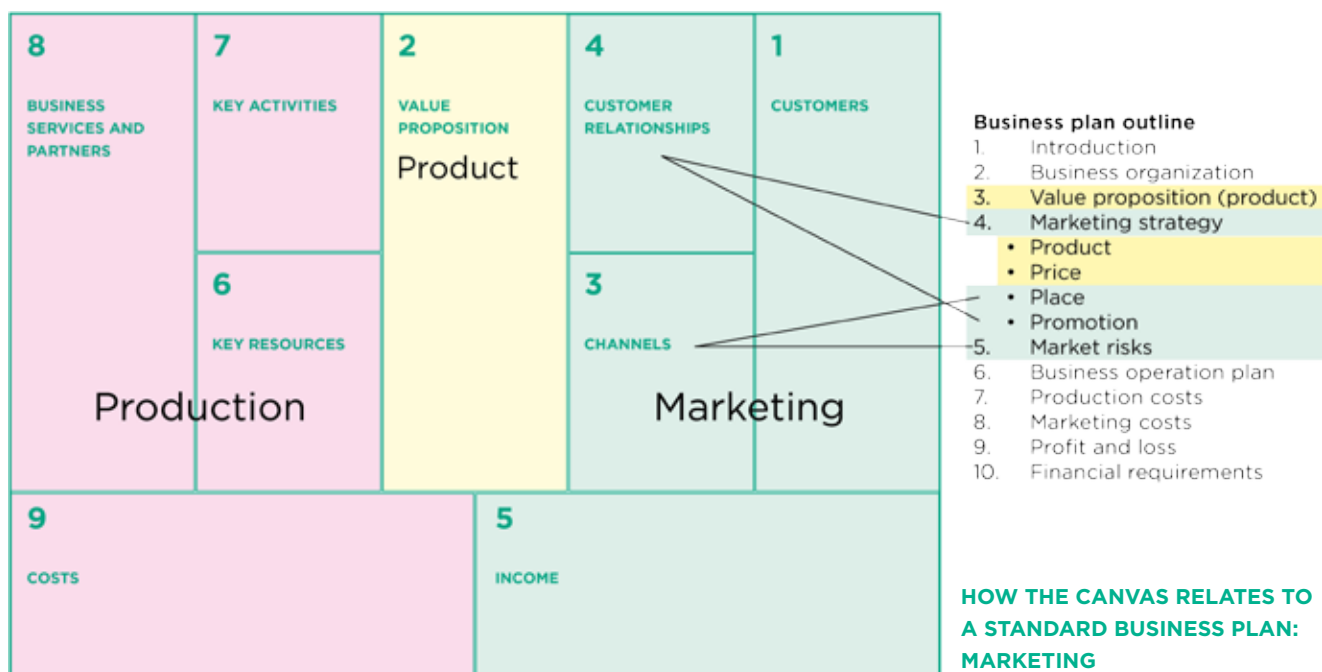 8
BUSINESS
SERVICES AND
PARTNERS
7
KEY ACTIVITIES
2
VALUE
PROPOSITION
Product
4
CUSTOMER
RELATIONSHIPS
1
CUSTOMERS
6
KEY RESOURCES
3
CHANNELS
Production
Marketing
9
COSTS
5
INCOME
Business plan outline
1. Introduction
2. Business organization
3. Value proposition (product)
4. Marketing strategy
• Product
• Price
• Place
• Promotion
5. Market risks
6. Business operation plan
7. Production costs
8. Marketing costs
9. Profit and loss
10. Financial requirements
HOW THE CANVAS RELATES TO
A STANDARD BUSINESS PLAN:
MARKETING